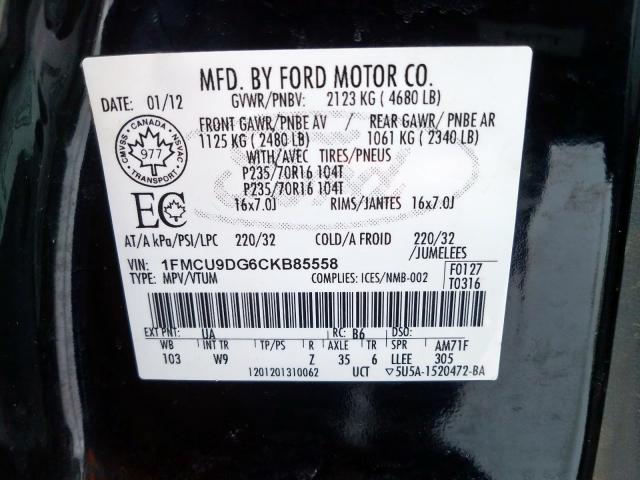 MFD. BY FORD MOTOR CO.
DATE: 01/12 GVWR/PNBV: 2123 KG ( 4680 LB)
FRONT GAWR/PNBE AV REAR GAWR/ PNBE AR
1125 KG ( 2480 LB) 1061 KG ( 2340 LB)
WITH/AVEC TIRES/PNEUS
P235/70R16 104T
P235/70R16 104T
16x7.0J RIMS/JANTES 16x7.0J
CMVSS CANADA NSVAC
977
TRANSPORT
EC
AT/A kPa/PSI/LPC 220/32 COLD/A FROID 220/32
/JUMELEES
VIN: 1FMCU9DG6CKB85558
F0127
TYPE: MPV/VTUM COMPLIES: ICES/NMB-002
T0316
EXT PNT: UA RC: B6 DSO:
WB INT TR TP/PS R AXLE TR SPR AM71F
103 W9 Z 35 6 LLEE 305
1201201310062 UCT ▽5U5A-1520472-BA